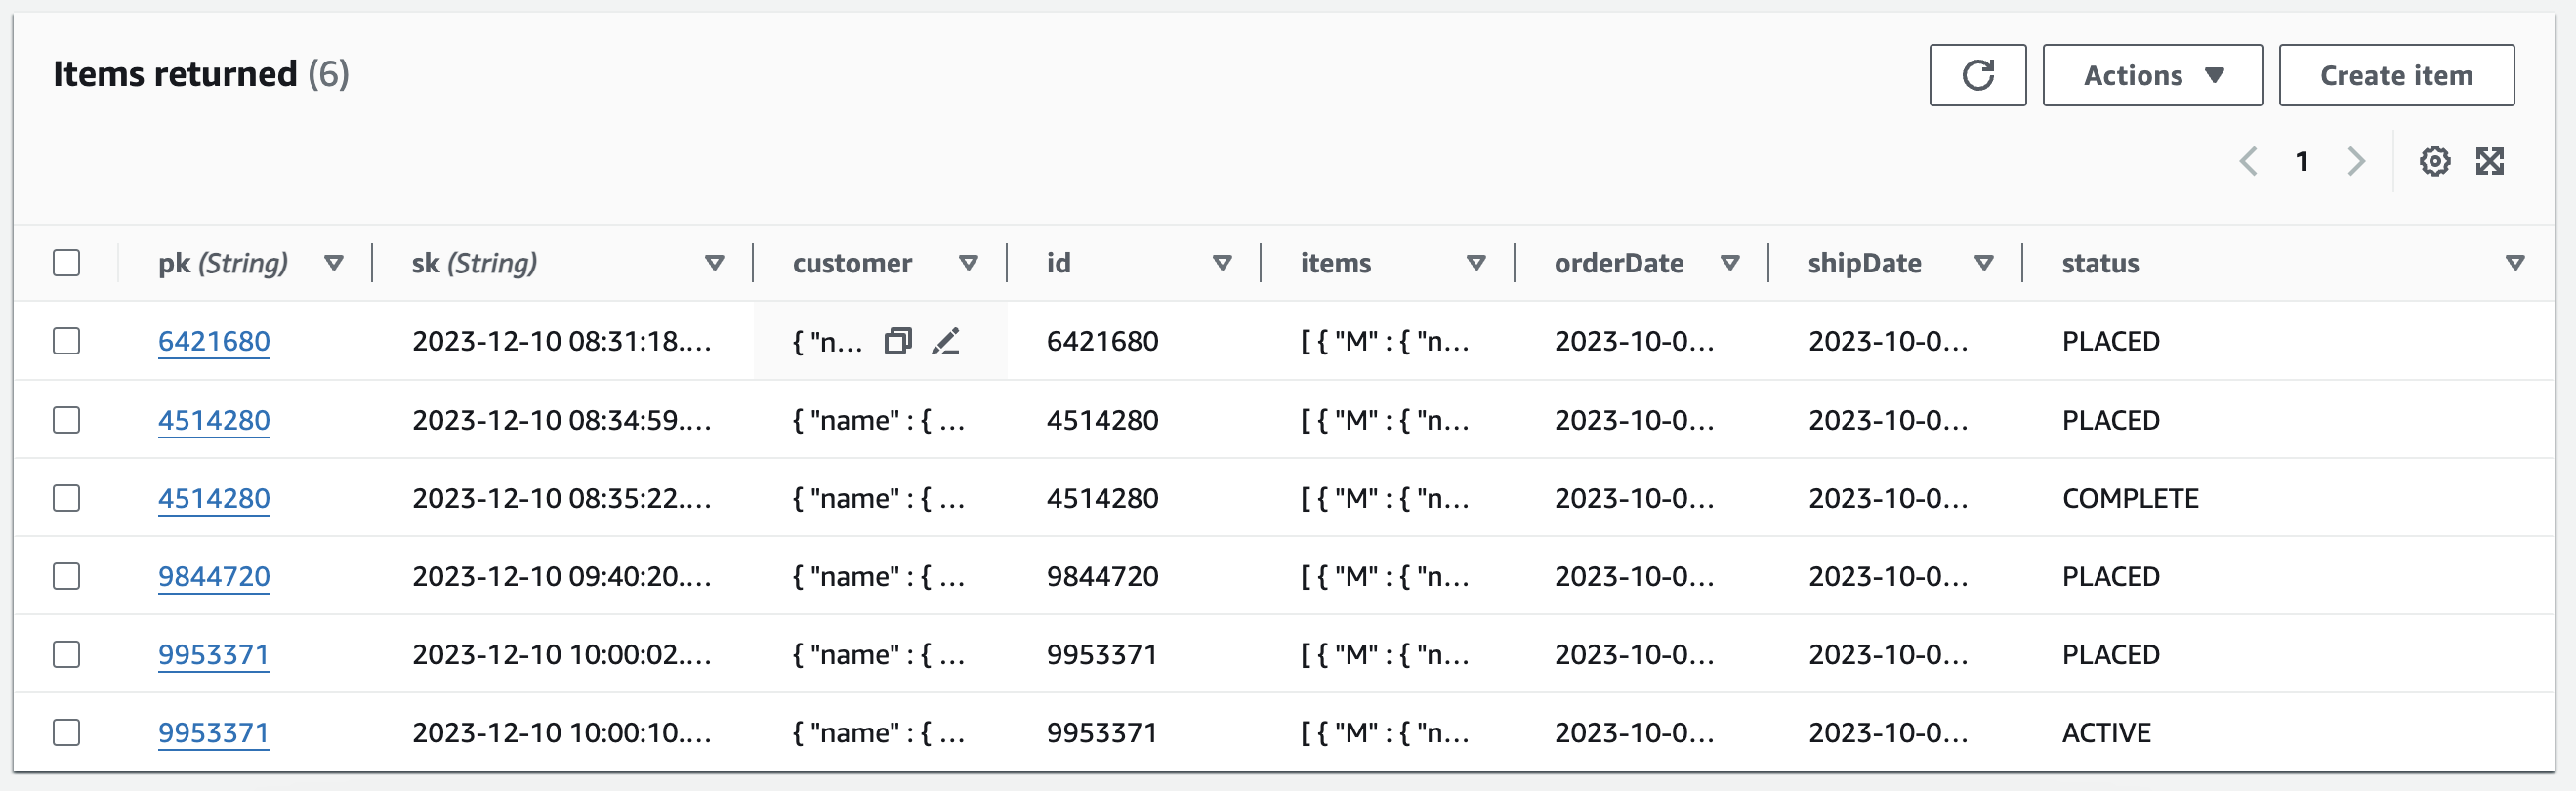 Items returned (6)
Actions
Create item
1
pk (String) sk (String) customer id items orderDate shipDate status
6421680 2023-12-10 08:31:18.... { "n... 6421680 [ { "M" : { "n... 2023-10-0... 2023-10-0... PLACED
4514280 2023-12-10 08:34:59.... { "name" : { ... 4514280 [ { "M" : { "n... 2023-10-0... 2023-10-0... PLACED
4514280 2023-12-10 08:35:22.... { "name" : { ... 4514280 [ { "M" : { "n... 2023-10-0... 2023-10-0... COMPLETE
9844720 2023-12-10 09:40:20.... { "name" : { ... 9844720 [ { "M" : { "n... 2023-10-0... 2023-10-0... PLACED
9953371 2023-12-10 10:00:02.... { "name" : { ... 9953371 [ { "M" : { "n... 2023-10-0... 2023-10-0... PLACED
9953371 2023-12-10 10:00:10.... { "name" : { ... 9953371 [ { "M" : { "n... 2023-10-0... 2023-10-0... ACTIVE